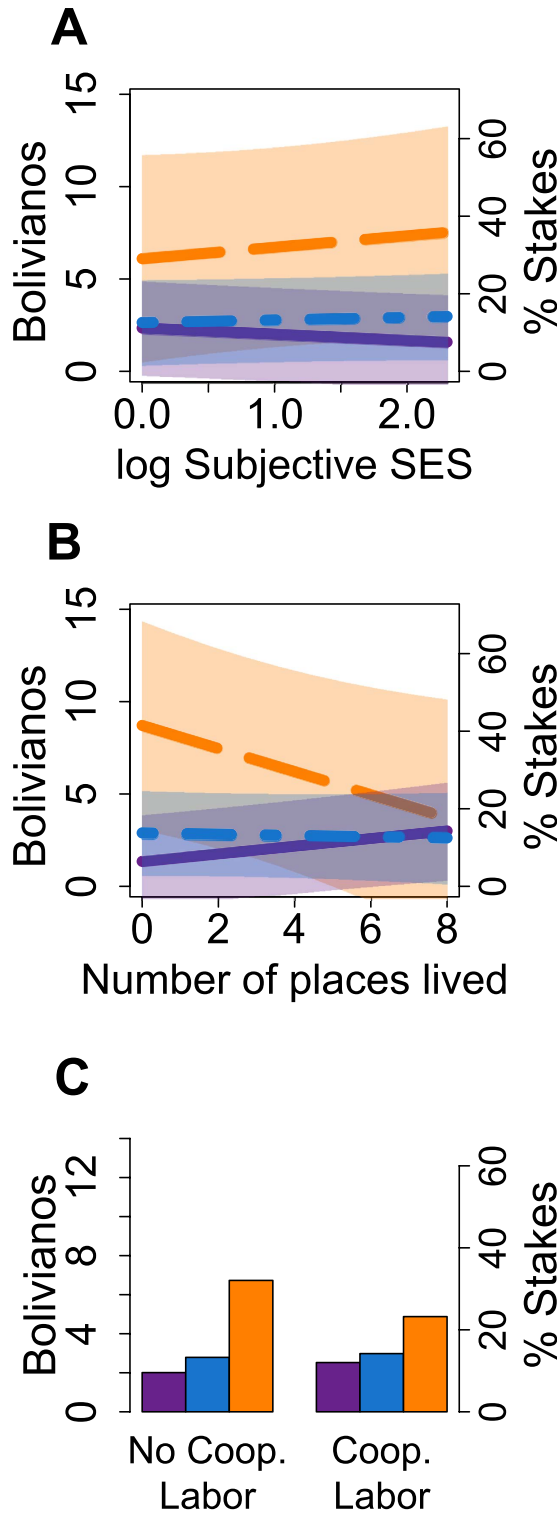 A
Bolivianos
0 5 10 15
% Stakes
0 20 40 60
0.0 1.0 2.0
log Subjective SES
B
Bolivianos
0 5 10 15
% Stakes
0 20 40 60
0 2 4 6 8
Number of places lived
C
Bolivianos
0 4 8 12
% Stakes
0 20 40 60
No Coop. Coop.
Labor Labor